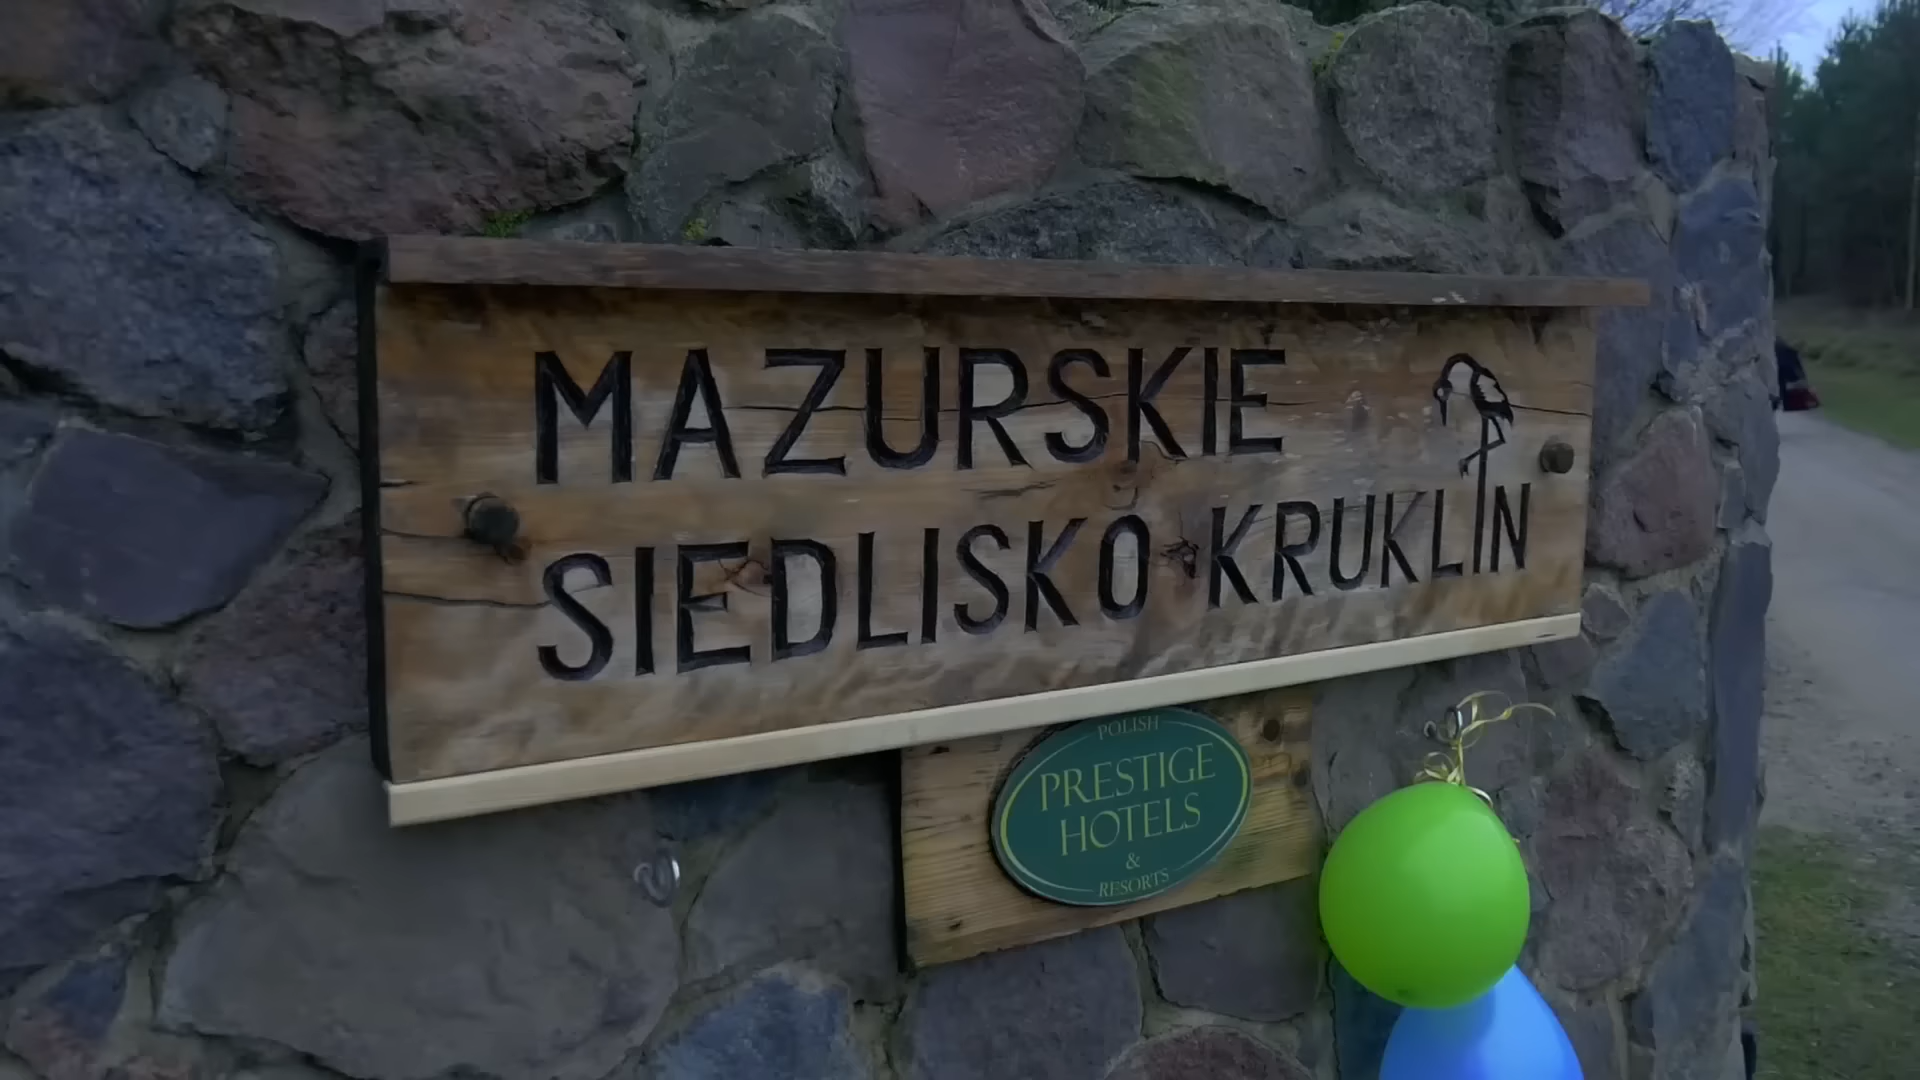 MAZURSKIE
SIEDLISKO KRUKLIN
POLISH
PRESTIGE
HOTELS
&
RESORTS